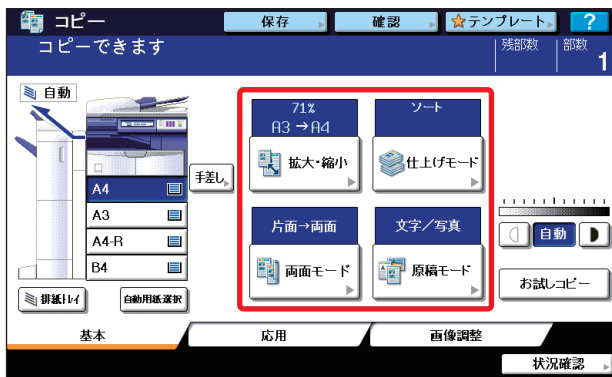 コピー
保存
確認
テンプレート
?
コピーできます
残部数
部数
1
自動
71%
A3→A4
拡大・縮小
ソート
仕上げモード
手差し
A4
A3
A4-R
B4
片面→両面
両面モード
文字／写真
原稿モード
自動
お試しコピー
排紙トレイ
自動用紙選択
基本
応用
画像調整
状況確認